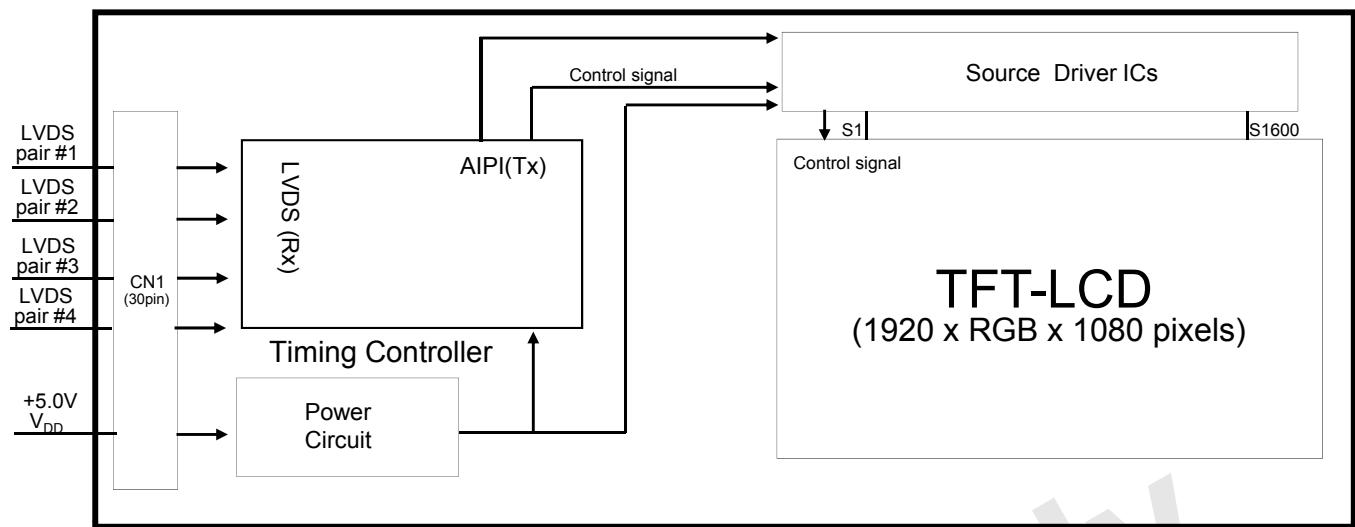 Control signal
Source Driver ICs
LVDS
pair #1
LVDS
pair #2
LVDS
pair #3
LVDS
pair #4
CN1
(30pin)
LVDS (Rx)
AIPI(Tx)
Timing Controller
S1
S1600
Control signal
TFT-LCD
(1920 x RGB x 1080 pixels)
+5.0V
VDD
Power
Circuit